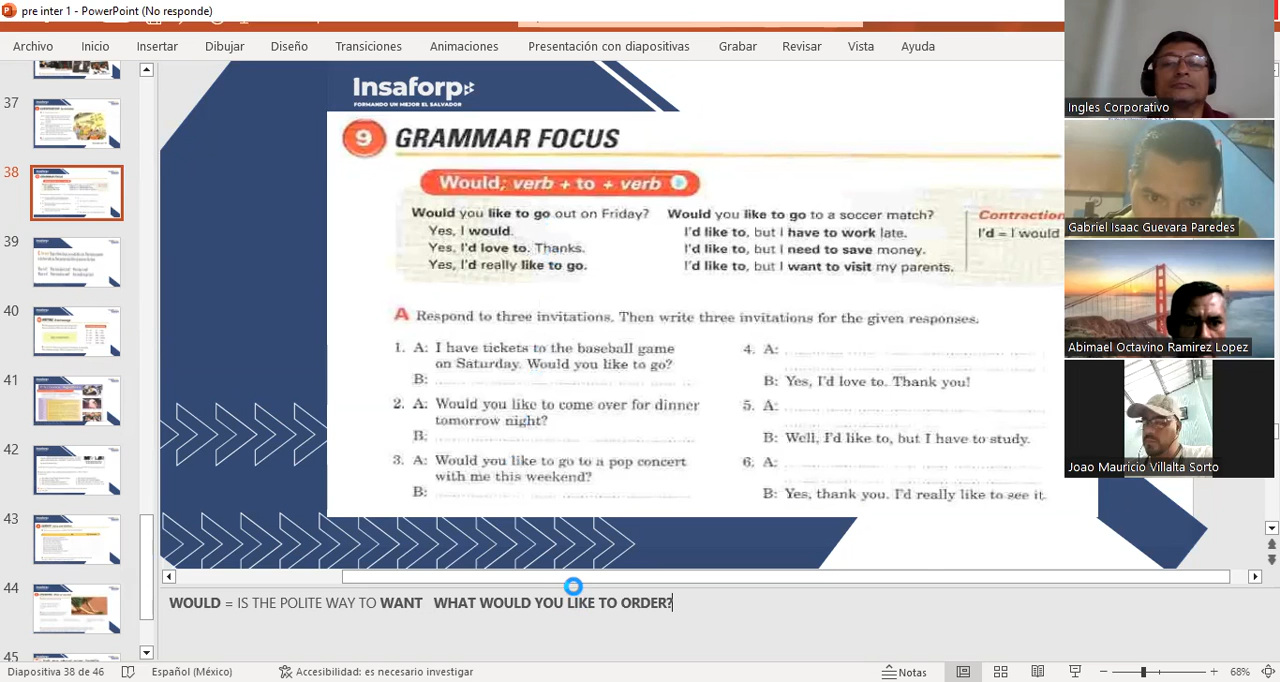 pre inter 1 - PowerPoint (No responde)
Archivo Inicio Insertar Dibujar Diseño Transiciones Animaciones Presentación con diapositivas Grabar Revisar Vista Ayuda
37
38
39
40
41
42
43
44
45
Insaforp
FORMANDO UN MEJOR EL SALVADOR
9 GRAMMAR FOCUS
Would; verb + to + verb
Would you like to go out on Friday?
Yes, I would.
Yes, I'd love to. Thanks.
Yes, I'd really like to go.
Would you like to go to a soccer match?
I'd like to, but I have to work late.
I'd like to, but I need to save money.
I'd like to, but I want to visit my parents.
Contraction
I'd = I would
A Respond to three invitations. Then write three invitations for the given responses.
1. A: I have tickets to the baseball game
on Saturday. Would you like to go?
B:
2. A: Would you like to come over for dinner
tomorrow night?
B:
3. A: Would you like to go to a pop concert
with me this weekend?
B:
4. A:
B: Yes, I'd love to. Thank you!
5. A:
B: Well, I'd like to, but I have to study.
6: A:
B: Yes, thank you. I'd really like to see it.
WOULD = IS THE POLITE WAY TO WANT WHAT WOULD YOU LIKE TO ORDER?
Diapositiva 38 de 46 Español (México) Accesibilidad: es necesario investigar Notas 68%
Ingles Corporativo
Gabriel Isaac Guevara Paredes
Abimael Octavino Ramirez Lopez
Joao Mauricio Villalta Sorto